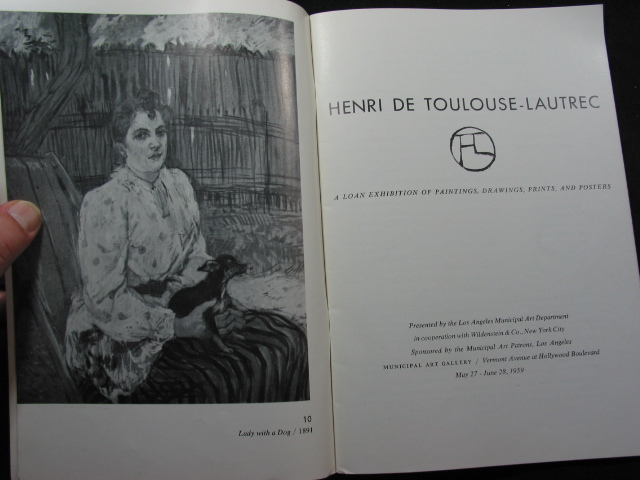 10
Lady with a Dog / 1891
HENRI DE TOULOUSE-LAUTREC
A LOAN EXHIBITION OF PAINTINGS, DRAWINGS, PRINTS, AND POSTERS
Presented by the Los Angeles Municipal Art Department
in cooperation with Wildenstein & Co., New York City
Sponsored by the Municipal Art Patrons, Los Angeles
MUNICIPAL ART GALLERY / Vermont Avenue at Hollywood Boulevard
May 27 - June 28, 1959